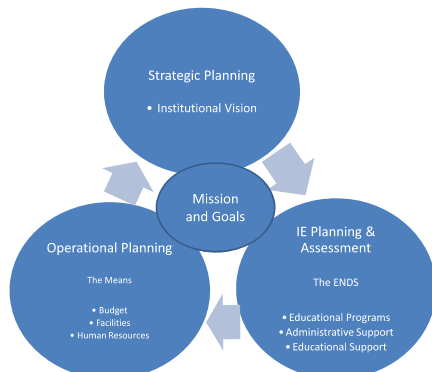 Strategic Planning
• Institutional Vision
Mission
and Goals
Operational Planning
The Means
• Budget
• Facilities
• Human Resources
IE Planning &
Assessment
The ENDS
• Educational Programs
• Administrative Support
• Educational Support